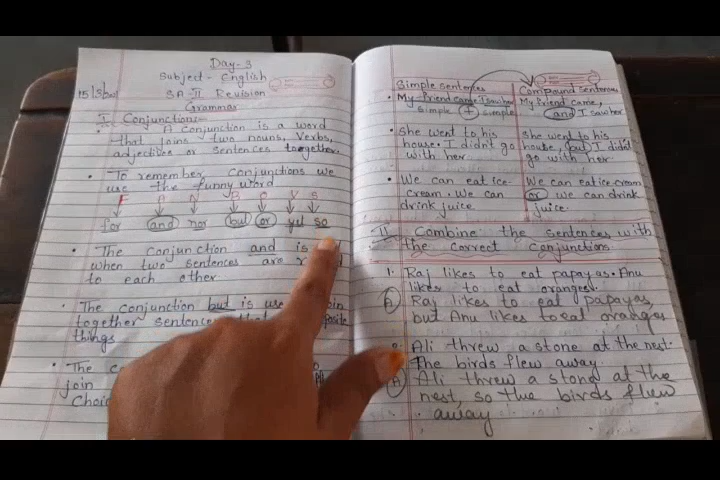 Day-3
Subject- English
SA-II Revision
Grammar
I Conjunction:-
• A Conjunction is a word
that joins two nouns, verbs,
adjective or sentences together.
• To remember conjunctions we
use the funny word
F A N B O Y S
for and nor but or yet so
• The Conjunction and is
when two sentences are
to each other
• The conjunction but is
together sentences
things
• The
join
Choic
Simple sentences
• My friend came. I saw her
simple + simple
• She went to his
house. I didn't go
with her.
• We can eat ice-
cream. We can
drink juice
Compound sentences
My friend came,
and I saw her
She went to his
house, but I didn't
go with her
We can eat ice-cream
or we can drink
juice.
II Combine the sentences with
the correct conjunctions.
1. Raj likes to eat papayas. Anu
likes to eat oranges.
A Raj likes to eat papayas,
but Anu likes to eat oranges
Ali threw a stone at the nest.
The birds flew away
A Ali threw a stone at the
nest, so the birds flew
away